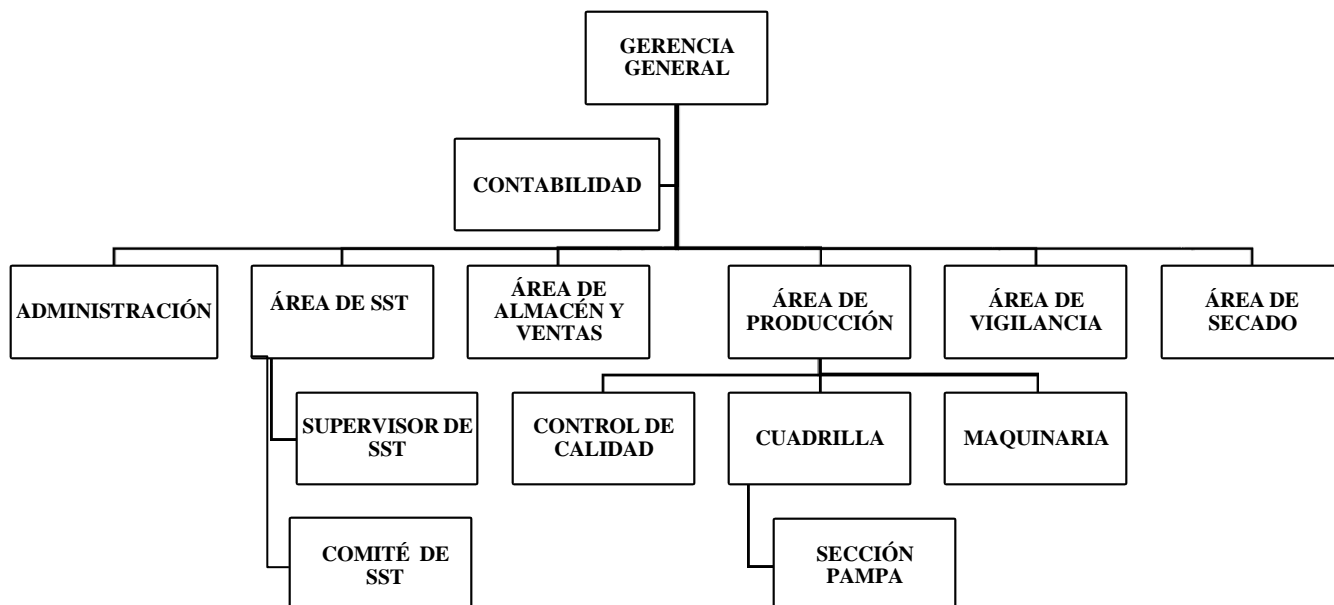 GERENCIA
GENERAL
CONTABILIDAD
ADMINISTRACIÓN
ÁREA DE SST
ÁREA DE
ALMACÉN Y
VENTAS
ÁREA DE
PRODUCCIÓN
ÁREA DE
VIGILANCIA
ÁREA DE
SECADO
SUPERVISOR DE
SST
CONTROL DE
CALIDAD
CUADRILLA
MAQUINARIA
COMITÉ DE
SST
SECCIÓN
PAMPA